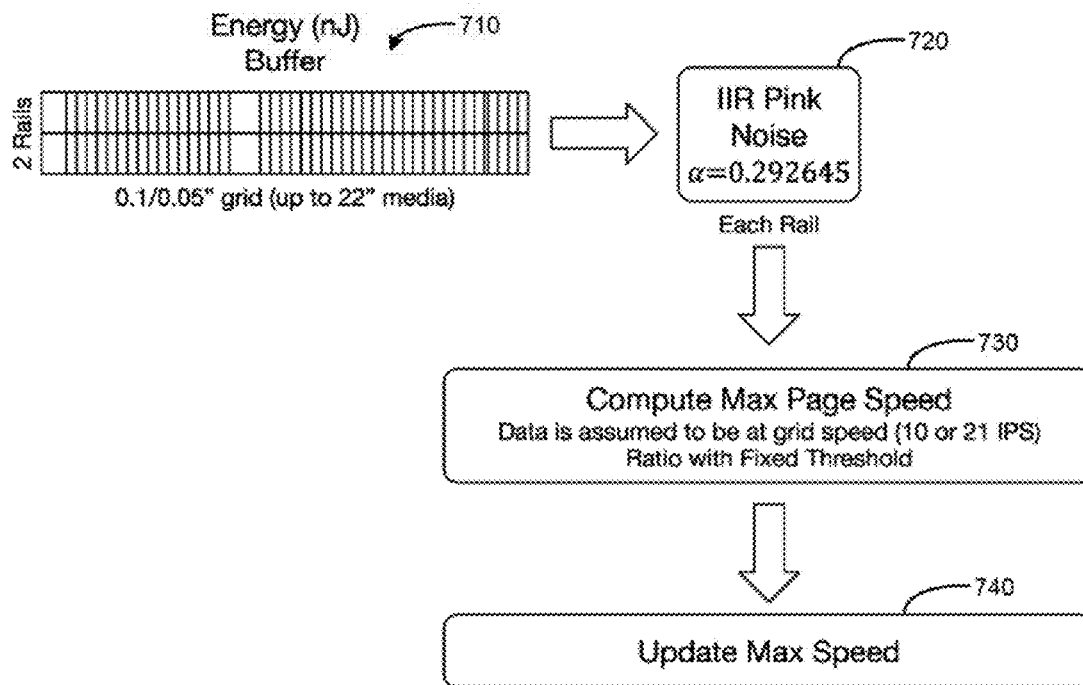 Energy (nJ)
Buffer
710
2 Rails
0.1/0.05" grid (up to 22" media)
720
IIR Pink
Noise
α=0.292645
Each Rail
730
Compute Max Page Speed
Data is assumed to be at grid speed (10 or 21 IPS)
Ratio with Fixed Threshold
740
Update Max Speed